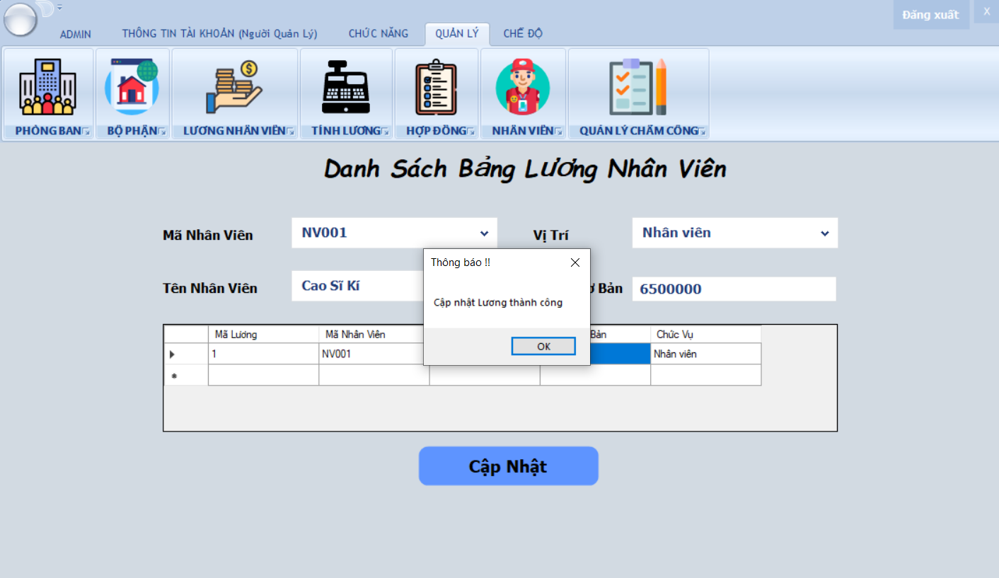 Đăng xuất X
ADMIN THÔNG TIN TÀI KHOẢN (Người Quản Lý) CHỨC NĂNG QUẢN LÝ CHẾ ĐỘ
PHÒNG BAN BỘ PHẬN LƯƠNG NHÂN VIÊN TÍNH LƯƠNG HỢP ĐỒNG NHÂN VIÊN QUẢN LÝ CHẤM CÔNG
Danh Sách Bảng Lương Nhân Viên
Mã Nhân Viên NV001 Vị Trí Nhân viên
Tên Nhân Viên Cao Sĩ Kí Bản 6500000
Thông báo !!
Cập nhật Lương thành công
OK
Mã Lương Mã Nhân Viên Bản Chức Vụ
1 NV001 Nhân viên
Cập Nhật